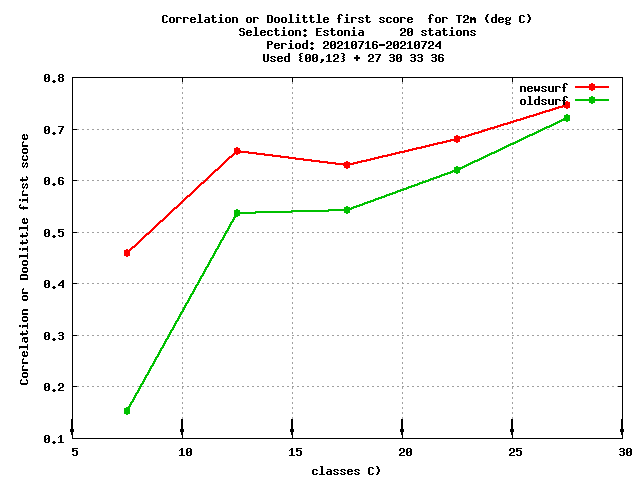 Correlation or Doolittle first score  for T2m (deg C)
Selection: Estonia     20 stations
Period: 20210716-20210724
Used {00,12} + 27 30 33 36
newsurf
oldsurf
Correlation or Doolittle first score
0.8
0.7
0.6
0.5
0.4
0.3
0.2
0.1
5 10 15 20 25 30
classes C)